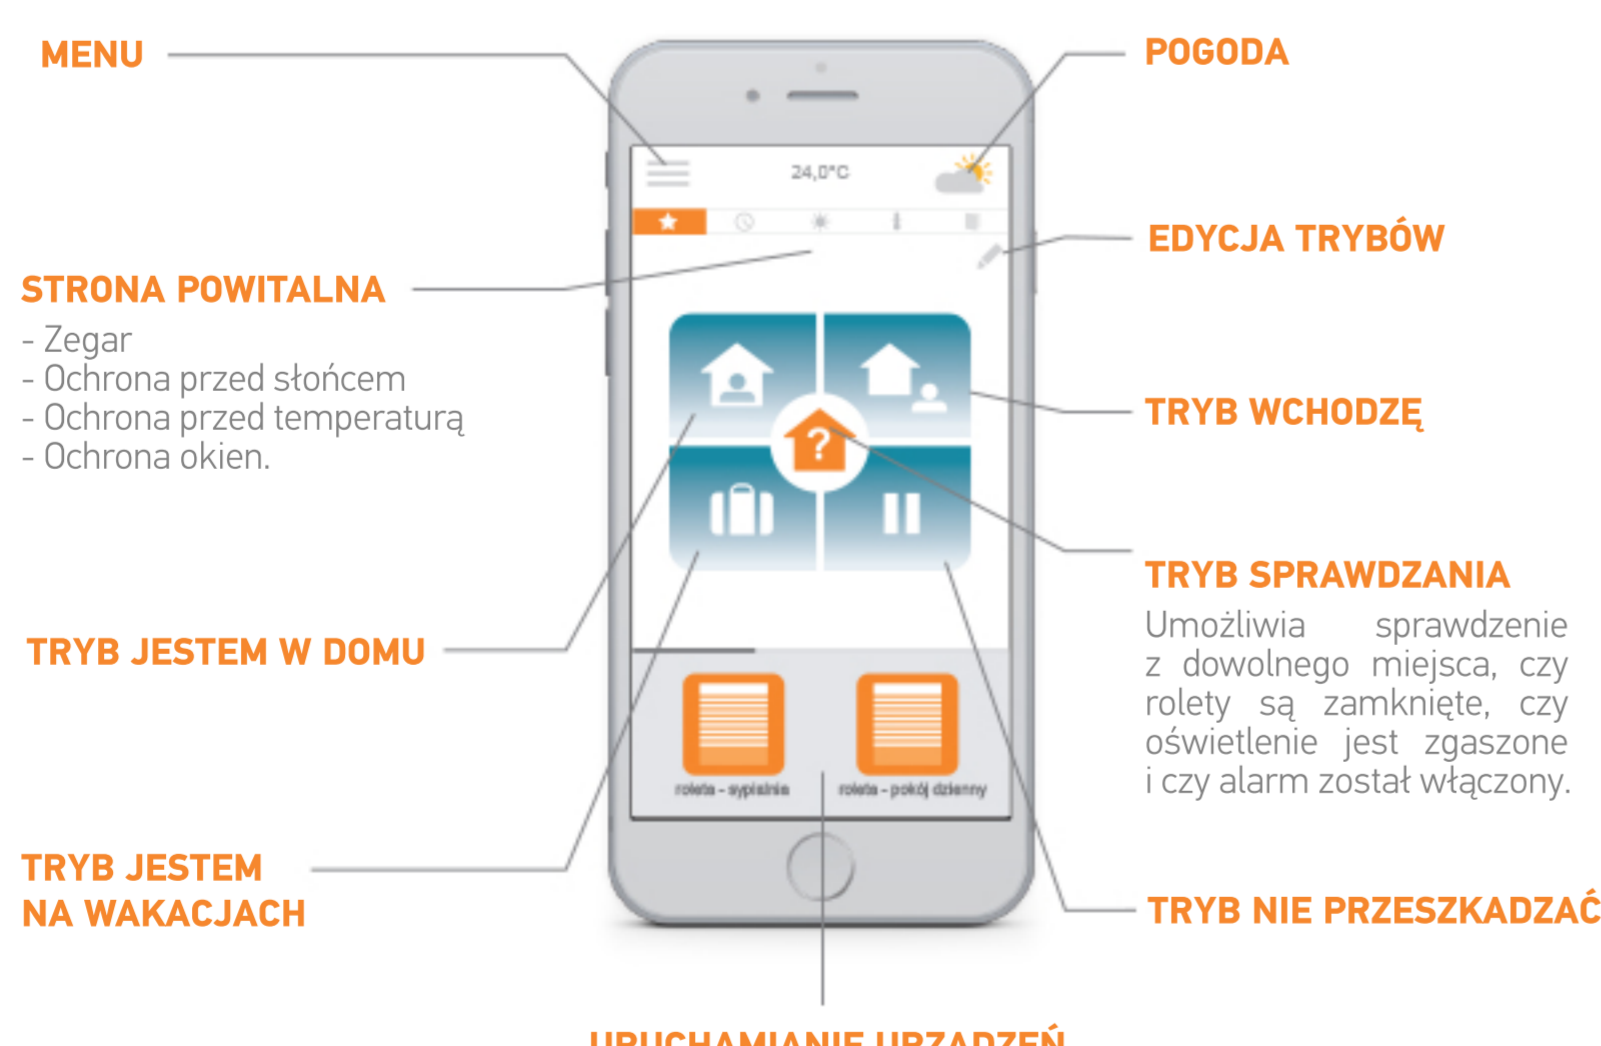 MENU
POGODA
24,0°C
EDYCJA TRYBÓW
STRONA POWITALNA
- Zegar
- Ochrona przed słońcem
- Ochrona przed temperaturą
- Ochrona okien.
TRYB WCHODZĘ
?
TRYB SPRAWDZANIA
Umożliwia sprawdzenie
z dowolnego miejsca, czy
rolety są zamknięte, czy
oświetlenie jest zgaszone
i czy alarm został włączony.
TRYB JESTEM W DOMU
roleta - sypialnia
roleta - pokój dzienny
TRYB JESTEM
NA WAKACJACH
TRYB NIE PRZESZKADZAĆ
URUCHAMIANIE URZĄDZEŃ